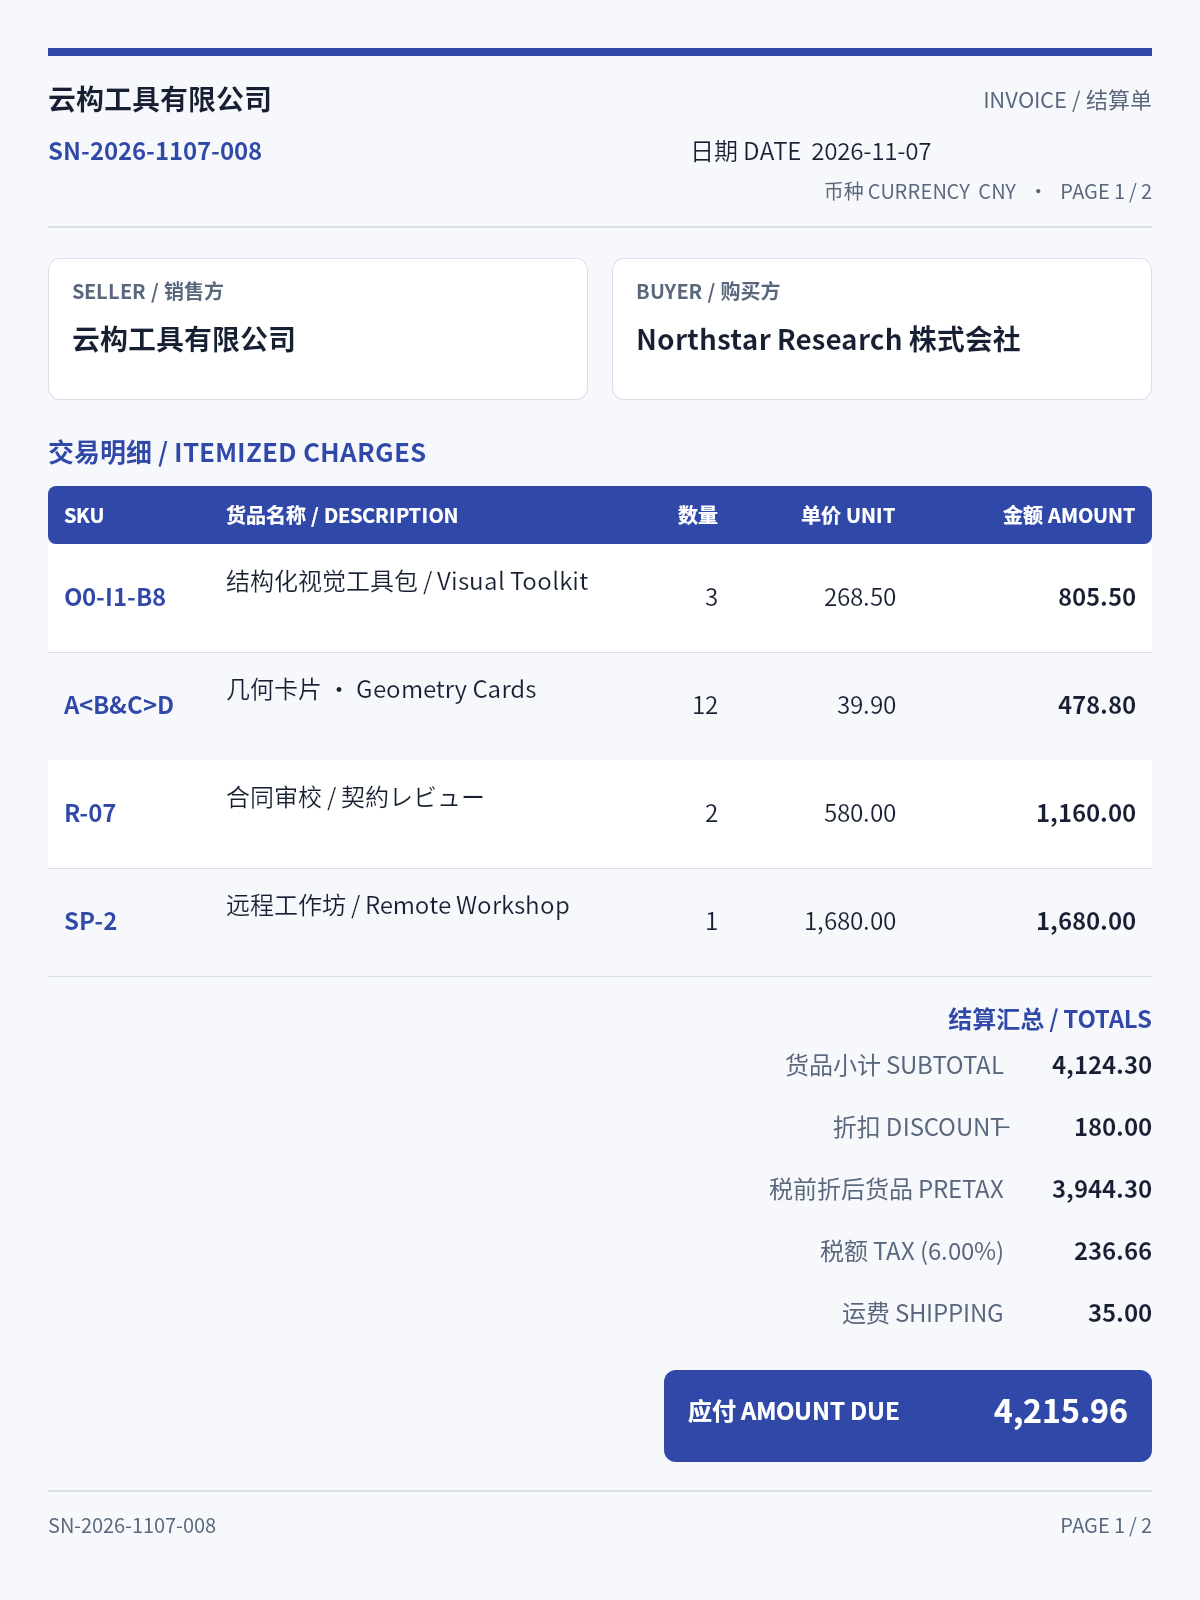 云构工具有限公司
INVOICE / 结算单
SN-2026-1107-008
日期 DATE 2026-11-07
币种 CURRENCY CNY ・ PAGE 1 / 2
SELLER / 销售方
云构工具有限公司
BUYER / 购买方
Northstar Research 株式会社
交易明细 / ITEMIZED CHARGES
SKU 货品名称 / DESCRIPTION 数量 单价 UNIT 金额 AMOUNT
O0-I1-B8 结构化视觉工具包 / Visual Toolkit 3 268.50 805.50
A<B&C>D 几何卡片 ・ Geometry Cards 12 39.90 478.80
R-07 合同审校 / 契約レビュー 2 580.00 1,160.00
SP-2 远程工作坊 / Remote Workshop 1 1,680.00 1,680.00
结算汇总 / TOTALS
货品小计 SUBTOTAL 4,124.30
折扣 DISCOUNT − 180.00
税前折后货品 PRETAX 3,944.30
税额 TAX (6.00%) 236.66
运费 SHIPPING 35.00
应付 AMOUNT DUE 4,215.96
SN-2026-1107-008
PAGE 1 / 2